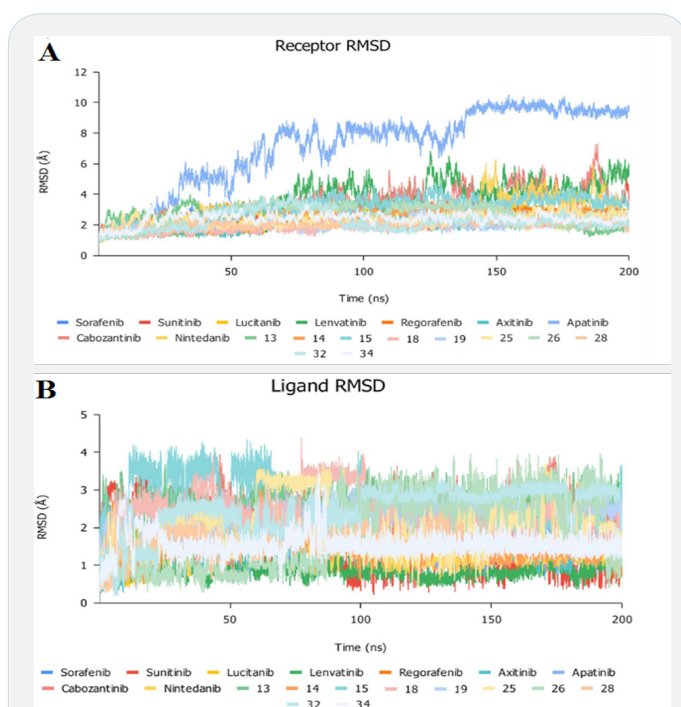 A
Receptor RMSD
12
10
8
6
4
2
0
RMSD (Å)
50
100
150
200
Time (ns)
Sorafenib Sunitinib Lucitanib Lenvatinib Regorafenib Axitinib Apatinib
Cabozantinib Nintedanib 13 14 15 18 19 25 26 28
32 34
B
Ligand RMSD
5
4
3
2
1
0
RMSD (Å)
50
100
150
200
Time (ns)
Sorafenib Sunitinib Lucitanib Lenvatinib Regorafenib Axitinib Apatinib
Cabozantinib Nintedanib 13 14 15 18 19 25 26 28
32 34